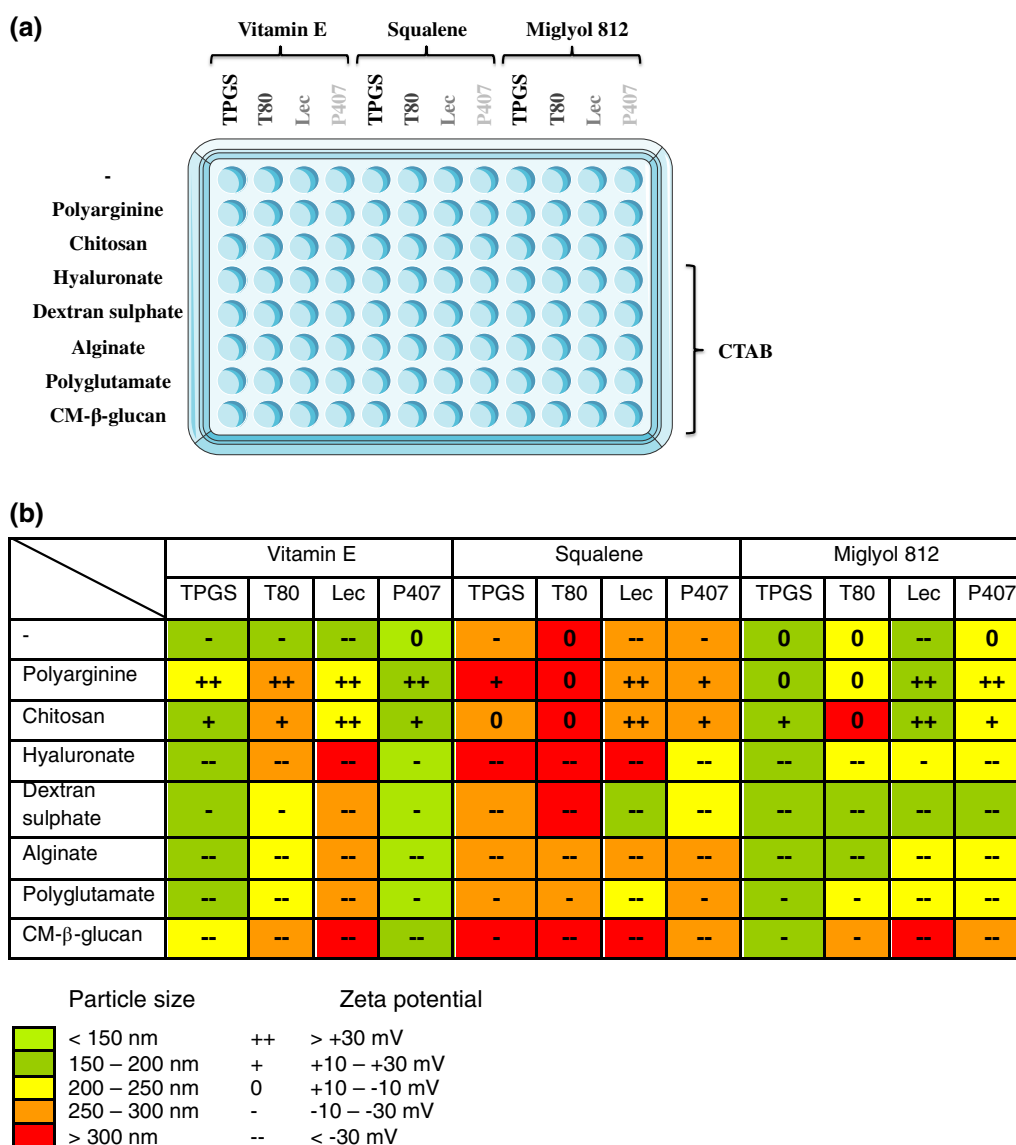 (a)
Vitamin E Squalene Miglyol 812
TPGS T80 Lec P407 TPGS T80 Lec P407 TPGS T80 Lec P407
-
Polyarginine
Chitosan
Hyaluronate
Dextran sulphate
Alginate
Polyglutamate
CM-β-glucan
CTAB
(b)
Vitamin E Squalene Miglyol 812
TPGS T80 Lec P407 TPGS T80 Lec P407 TPGS T80 Lec P407
- - - -- 0 - 0 -- - 0 0 -- 0
Polyarginine ++ ++ ++ ++ + 0 ++ + 0 0 ++ ++
Chitosan + + ++ + 0 0 ++ + + 0 ++ +
Hyaluronate -- -- -- - -- -- -- -- -- -- - --
Dextran
sulphate - - -- - -- -- -- -- -- -- -- --
Alginate -- -- -- -- -- -- -- -- -- -- -- --
Polyglutamate -- -- -- - - - -- - - - -- --
CM-β-glucan -- -- -- -- - -- -- -- - - -- --
Particle size Zeta potential
< 150 nm ++ > +30 mV
150 – 200 nm + +10 – +30 mV
200 – 250 nm 0 +10 – -10 mV
250 – 300 nm - -10 – -30 mV
> 300 nm -- < -30 mV